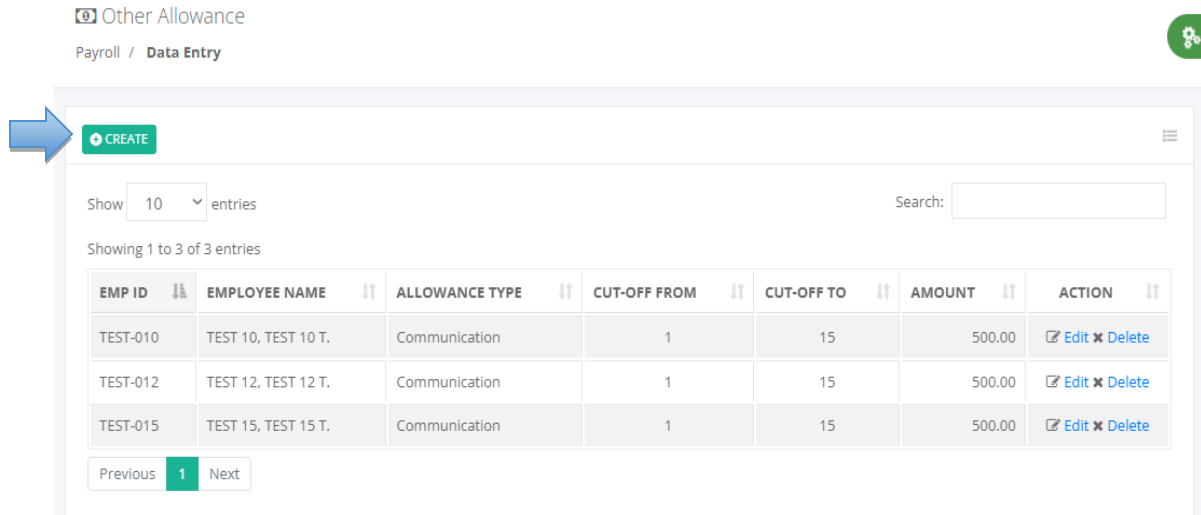 Other Allowance
Payroll / Data Entry
CREATE
Show 10 entries Search:
Showing 1 to 3 of 3 entries
EMP ID EMPLOYEE NAME ALLOWANCE TYPE CUT-OFF FROM CUT-OFF TO AMOUNT ACTION
TEST-010 TEST 10, TEST 10 T. Communication 1 15 500.00 Edit Delete
TEST-012 TEST 12, TEST 12 T. Communication 1 15 500.00 Edit Delete
TEST-015 TEST 15, TEST 15 T. Communication 1 15 500.00 Edit Delete
Previous 1 Next